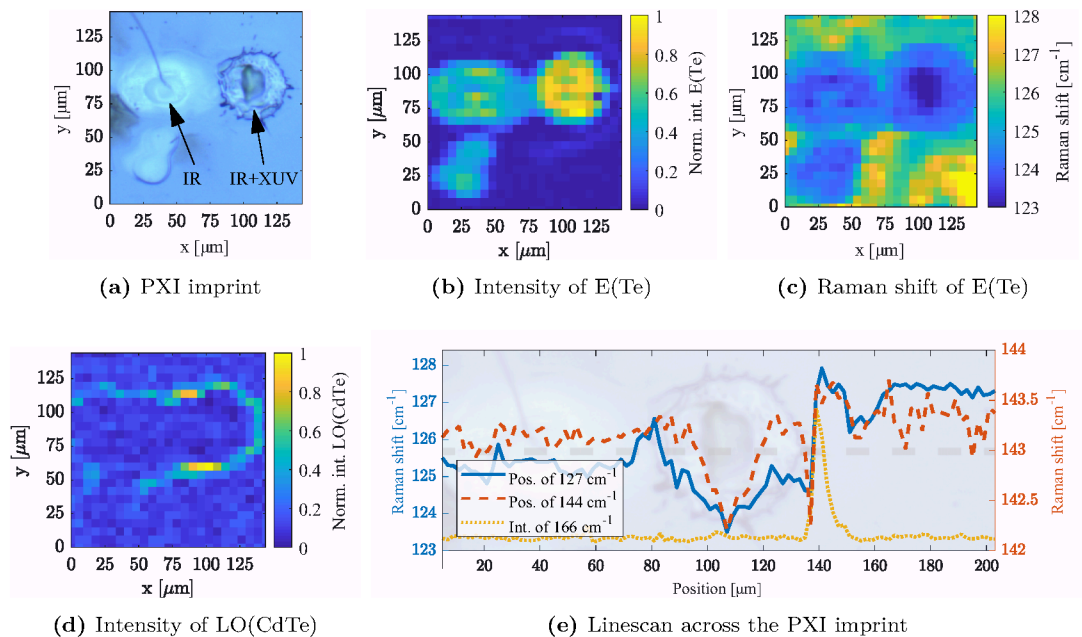 125
100
75
50
25
0
y [μm]
IR
IR+XUV
0 25 50 75 100 125
x [μm]
(a) PXI imprint
125
100
75
50
25
0
y [μm]
0 25 50 75 100 125
x [μm]
1
0.8
0.6
0.4
0.2
0
Norm. int. E(Te)
(b) Intensity of E(Te)
125
100
75
50
25
0
y [μm]
0 25 50 75 100 125
x [μm]
128
127
126
125
124
123
Raman shift [cm⁻¹]
(c) Raman shift of E(Te)
125
100
75
50
25
0
y [μm]
0 25 50 75 100 125
x [μm]
1
0.8
0.6
0.4
0.2
0
Norm. int. LO(CdTe)
(d) Intensity of LO(CdTe)
128
127
126
125
124
123
Raman shift [cm⁻¹]
Pos. of 127 cm⁻¹
Pos. of 144 cm⁻¹
Int. of 166 cm⁻¹
20 40 60 80 100 120 140 160 180 200
Position [μm]
144
143.5
143
142.5
142
Raman shift [cm⁻¹]
(e) Linescan across the PXI imprint